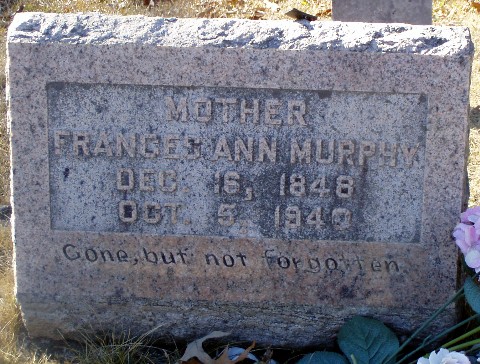 MOTHER
FRANCES ANN MURPHY
DEC. 16, 1848
OCT. 5, 1940
Gone, but not forgotten.